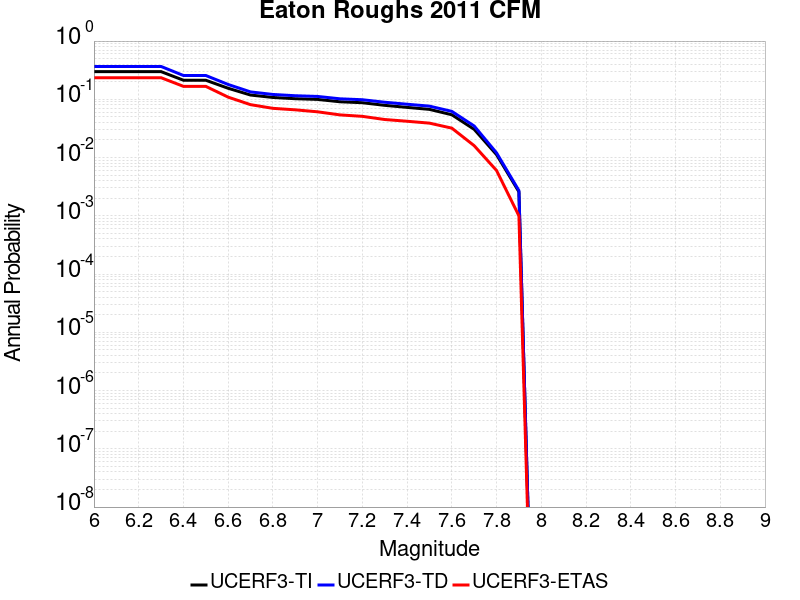 Eaton Roughs 2011 CFM
10^0
10^-1
10^-2
10^-3
10^-4
10^-5
10^-6
10^-7
10^-8
Annual Probability
6 6.2 6.4 6.6 6.8 7 7.2 7.4 7.6 7.8 8 8.2 8.4 8.6 8.8 9
Magnitude
UCERF3-TI UCERF3-TD UCERF3-ETAS